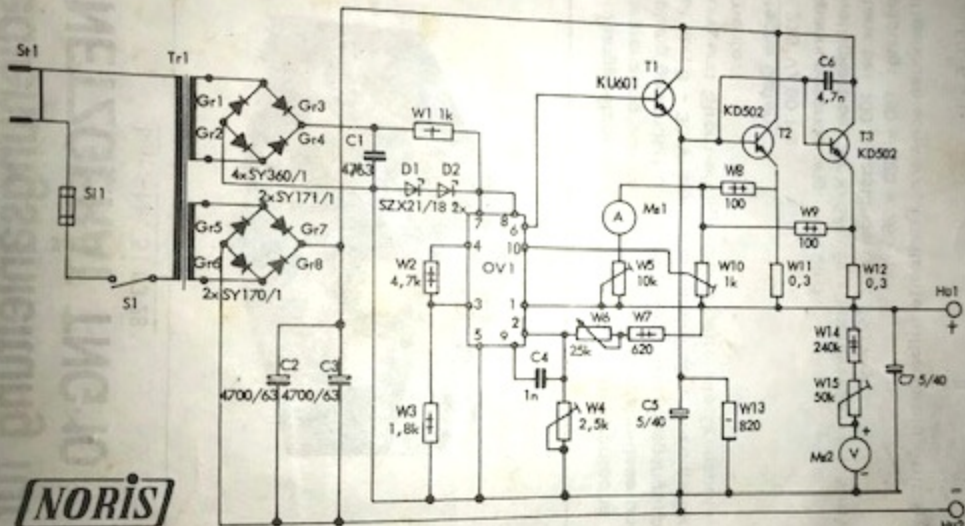 St1
Tr1
Sl1
S1
Gr1
Gr2
Gr3
Gr4
4xSY360/1
2xSY171/1
Gr5
Gr6
Gr7
Gr8
2xSY170/1
C1
W1 1k
D1
D2
SZX21/18 2x
W2
4,7k
W3
1,8k
C2
4700/63
C3
4700/63
OV1
7
8
6
4
10
3
1
2
5
9
C4
1n
W4
2,5k
W5
10k
W6
25k
W7
620
Ms1
A
T1
KU601
KD502
T2
C6
4,7n
T3
KD502
W8
100
W9
100
W10
1k
W11
0,3
W12
0,3
C5
5/40
W13
820
W14
240k
W15
50k
Ms2
V
+
-
C7 5/40
Hu1
+
-
NORIS